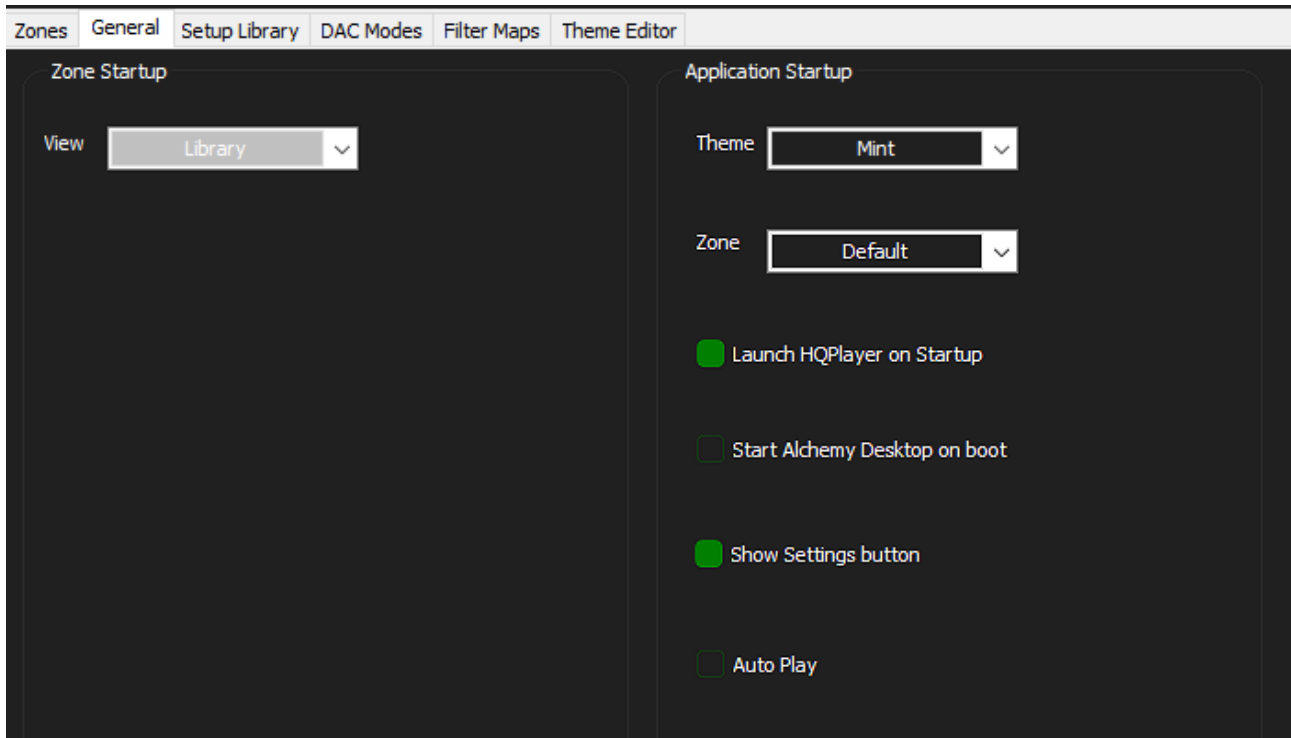 Zones General Setup Library DAC Modes Filter Maps Theme Editor
Zone Startup
View Library
Application Startup
Theme Mint
Zone Default
Launch HQPlayer on Startup
Start Alchemy Desktop on boot
Show Settings button
Auto Play